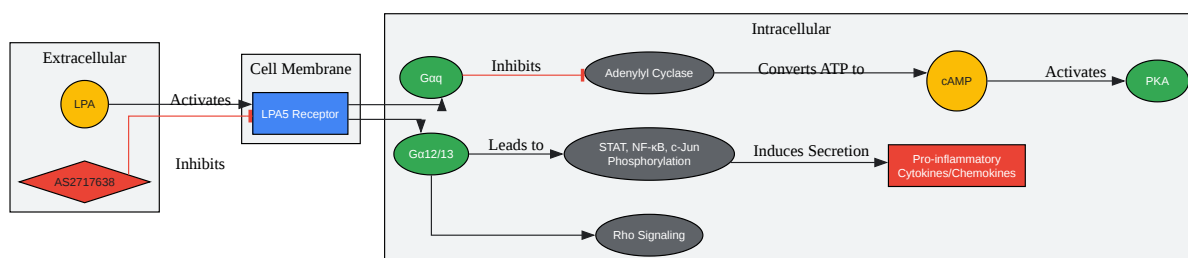 Extracellular
LPA
Activates
AS2717638
Inhibits
Cell Membrane
LPA5 Receptor
Intracellular
Gαq
Inhibits
Adenylyl Cyclase
Converts ATP to
cAMP
Activates
PKA
Gα12/13
Leads to
STAT, NF-κB, c-Jun
Phosphorylation
Induces Secretion
Pro-inflammatory
Cytokines/Chemokines
Rho Signaling